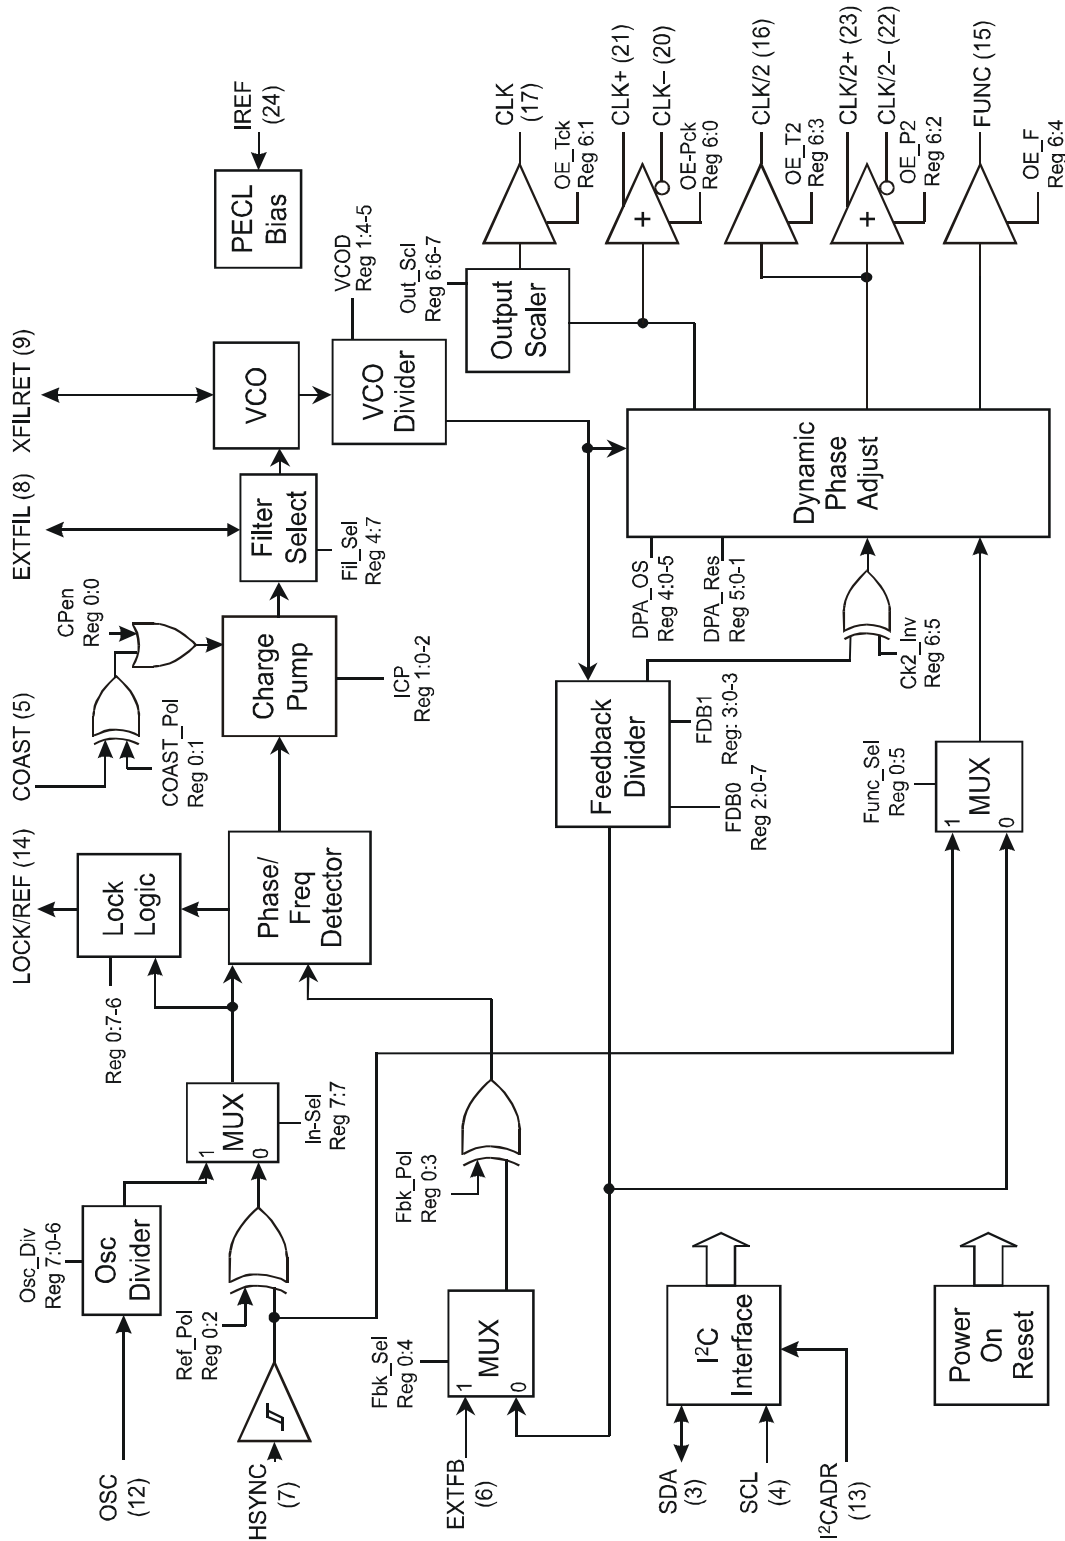 OSC
(12)
Osc_Div
Reg 7:0-6
Osc
Divider
HSYNC
(7)
Ref_Pol
Reg 0:2
1
MUX
0
In-Sel
Reg 7:7
Reg 0:7-6
Lock
Logic
LOCK/REF (14)
Phase/
Freq
Detector
COAST (5)
COAST_Pol
Reg 0:1
CPen
Reg 0:0
Charge
Pump
ICP
Reg 1:0-2
EXTFIL (8)
Filter
Select
Fil_Sel
Reg 4:7
XFILRET (9)
VCO
VCO
Divider
VCOD
Reg 1:4-5
PECL
Bias
IREF
(24)
EXTFB
(6)
Fbk_Sel
Reg 0:4
1
MUX
0
Fbk_Pol
Reg 0:3
Feedback
Divider
FDB0
Reg 2:0-7
FDB1
Reg: 3:0-3
DPA_OS
Reg 4:0-5
DPA_Res
Reg 5:0-1
Ck2_Inv
Reg 6:5
Dynamic
Phase
Adjust
Func_Sel
Reg 0:5
1
MUX
0
Out_Scl
Reg 6:6-7
Output
Scaler
CLK
(17)
OE_Tck
Reg 6:1
CLK+ (21)
+
CLK– (20)
OE-Pck
Reg 6:0
CLK/2 (16)
OE_T2
Reg 6:3
CLK/2+ (23)
+
CLK/2– (22)
OE_P2
Reg 6:2
FUNC (15)
OE_F
Reg 6:4
SDA
(3)
SCL
(4)
I²CADR
(13)
I²C
Interface
Power
On
Reset